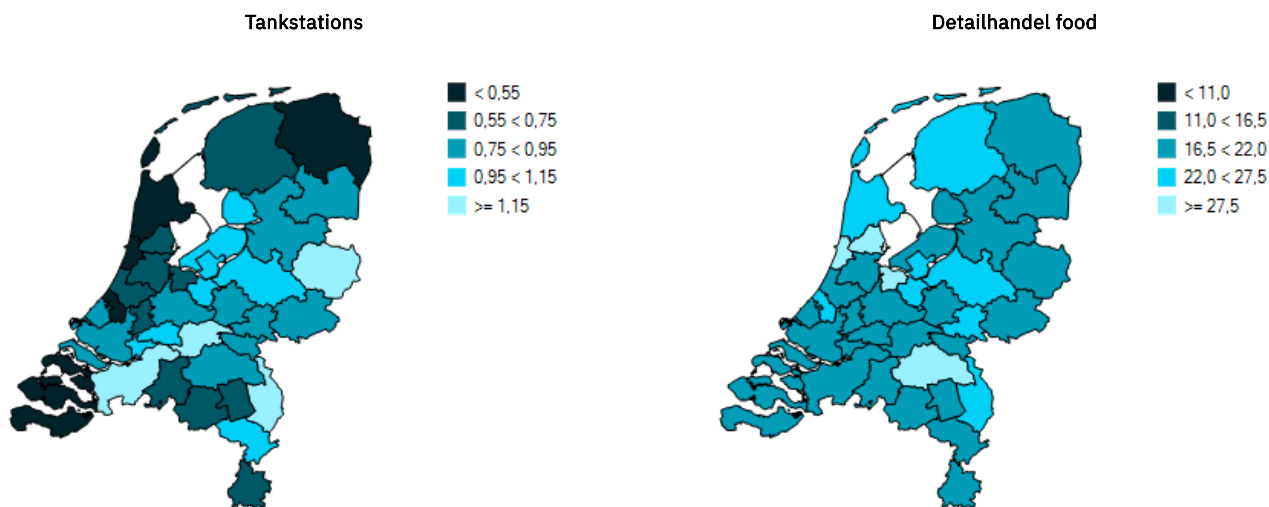 Tankstations
< 0,55
0,55 < 0,75
0,75 < 0,95
0,95 < 1,15
>= 1,15
Detailhandel food
< 11,0
11,0 < 16,5
16,5 < 22,0
22,0 < 27,5
>= 27,5